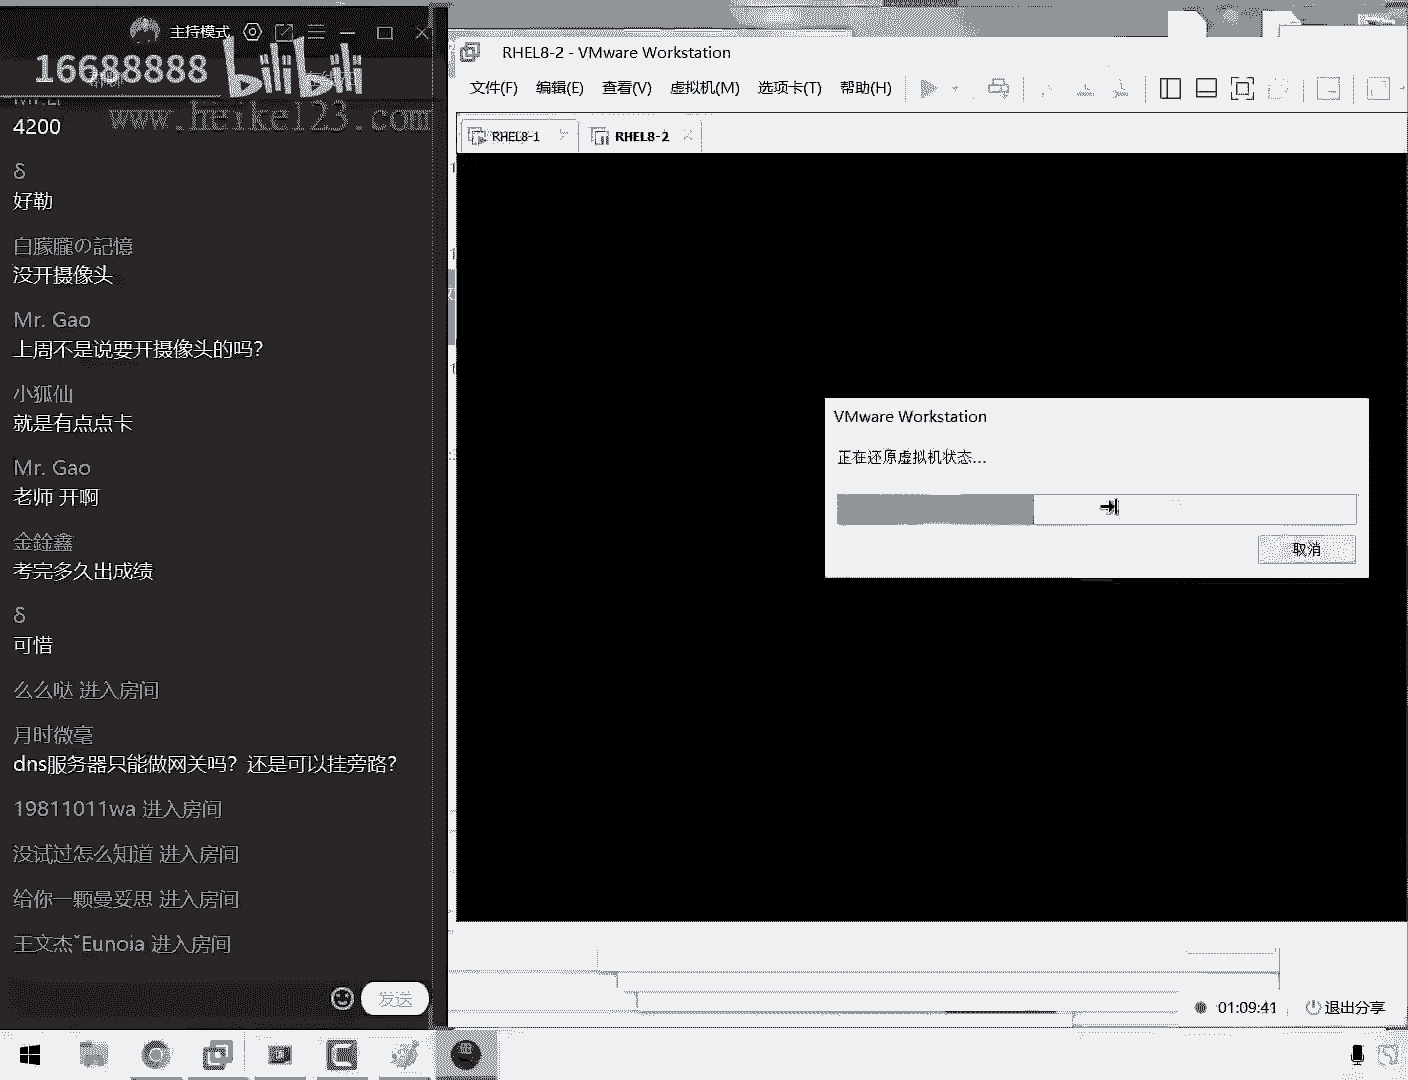 主持模式
16688888 bilibili
www.heike123.com
4200
δ
好勒
白朦朧の記憶
没开摄像头
Mr. Gao
上周不是说要开摄像头的吗？
小狐仙
就是有点点卡
Mr. Gao
老师 开啊
金銓鑫
考完多久出成绩
δ
可惜
么么哒 进入房间
月时微毫
dns服务器只能做网关吗？还是可以挂旁路？
19811011wa 进入房间
没试过怎么知道 进入房间
给你一颗曼妥思 进入房间
王文杰ˇEunoia 进入房间
发送
RHEL8-2 - VMware Workstation
文件(F) 编辑(E) 查看(V) 虚拟机(M) 选项卡(T) 帮助(H)
RHEL8-1 RHEL8-2
VMware Workstation
正在还原虚拟机状态...
取消
01:09:41 退出分享